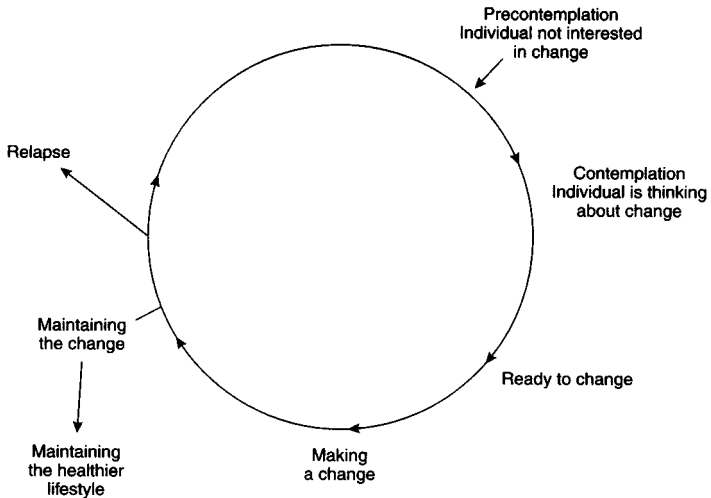 Precontemplation
Individual not interested
in change
Relapse
Contemplation
Individual is thinking
about change
Maintaining
the change
Ready to change
Making
a change
Maintaining
the healthier
lifestyle